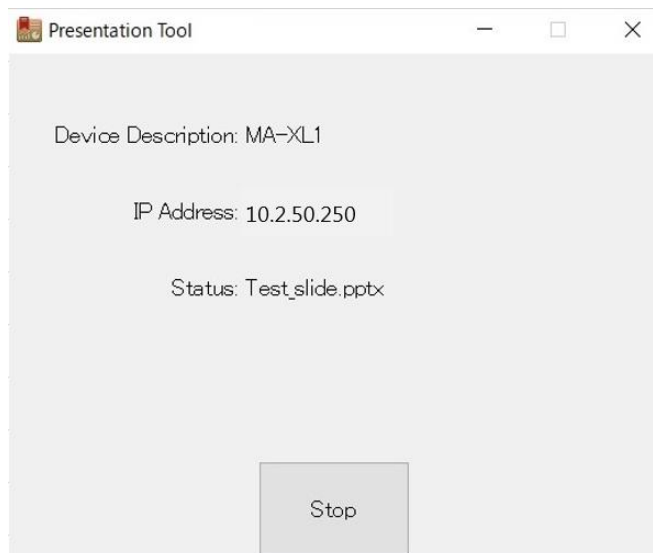 Presentation Tool
Device Description: MA-XL1
IP Address: 10.2.50.250
Status: Test_slide.pptx
Stop